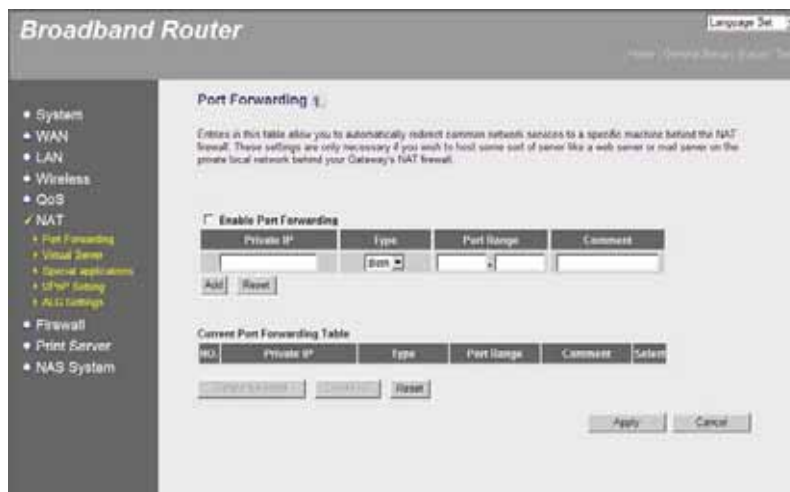 Broadband Router
Language Set
Home | General Setup | Status | Tool
System
WAN
LAN
Wireless
QoS
NAT
Port Forwarding
Virtual Server
Special applications
UPnP Setting
ALG Settings
Firewall
Print Server
NAS System
Port Forwarding
Entries in this table allow you to automatically redirect common network services to a specific machine behind the NAT
firewall. These settings are only necessary if you wish to host some sort of server like a web server or mail server on the
private local network behind your Gateway's NAT firewall.
Enable Port Forwarding
Private IP Type Port Range Comment
Both -
Add Reset
Current Port Forwarding Table
NO. Private IP Type Port Range Comment Select
Reset
Apply Cancel